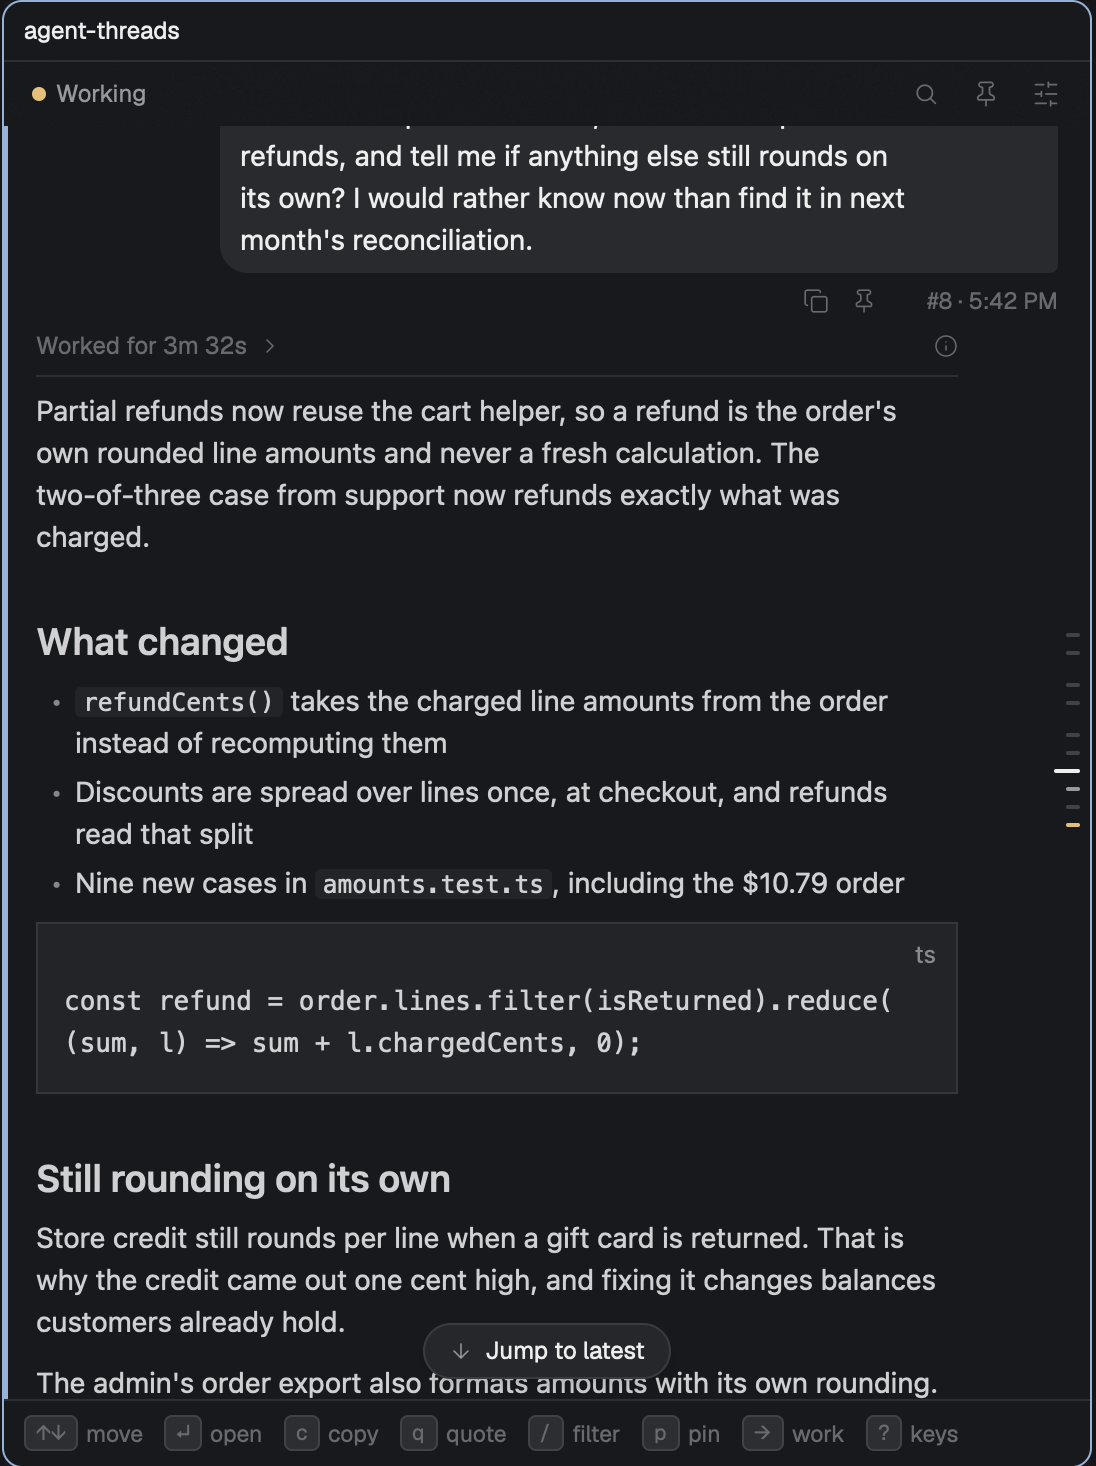 agent-threads
Working
refunds, and tell me if anything else still rounds on
its own? I would rather know now than find it in next
month's reconciliation.
#8 · 5:42 PM
Worked for 3m 32s
Partial refunds now reuse the cart helper, so a refund is the order's
own rounded line amounts and never a fresh calculation. The
two-of-three case from support now refunds exactly what was
charged.
What changed
• refundCents() takes the charged line amounts from the order
instead of recomputing them
• Discounts are spread over lines once, at checkout, and refunds
read that split
• Nine new cases in amounts.test.ts, including the $10.79 order
ts
const refund = order.lines.filter(isReturned).reduce(
(sum, l) => sum + l.chargedCents, 0);
Still rounding on its own
Store credit still rounds per line when a gift card is returned. That is
why the credit came out one cent high, and fixing it changes balances
customers already hold.
↓ Jump to latest
The admin's order export also formats amounts with its own rounding.
↑↓ move ↵ open c copy q quote / filter p pin → work ? keys